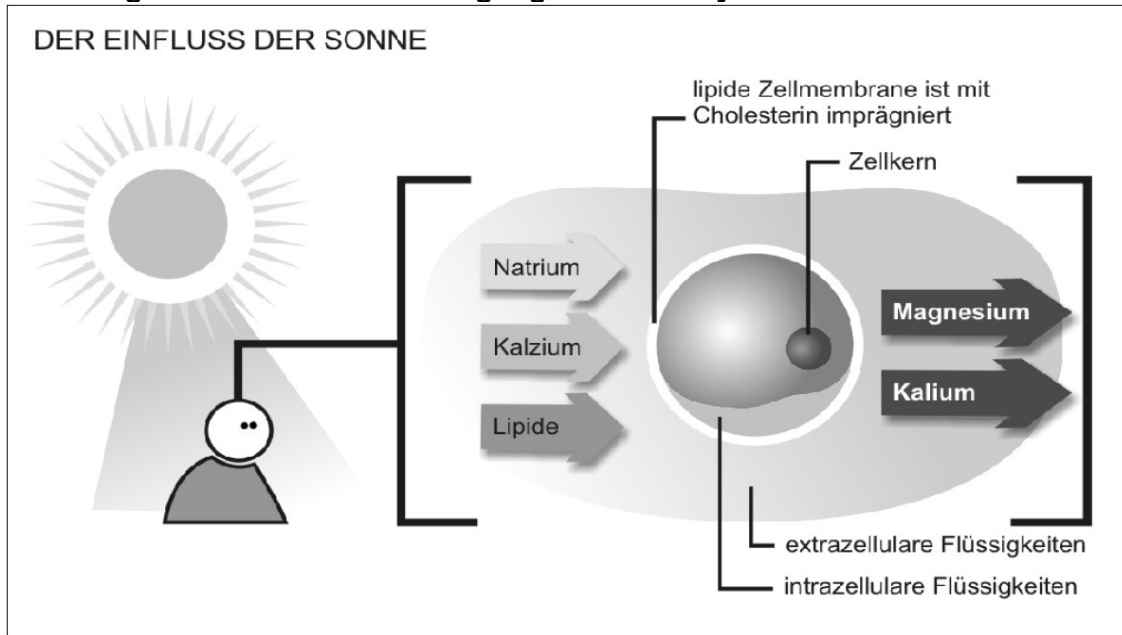 DER EINFLUSS DER SONNE
lipide Zellmembrane ist mit
Cholesterin imprägniert
Zellkern
Natrium
Kalzium
Lipide
Magnesium
Kalium
extrazellulare Flüssigkeiten
intrazellulare Flüssigkeiten